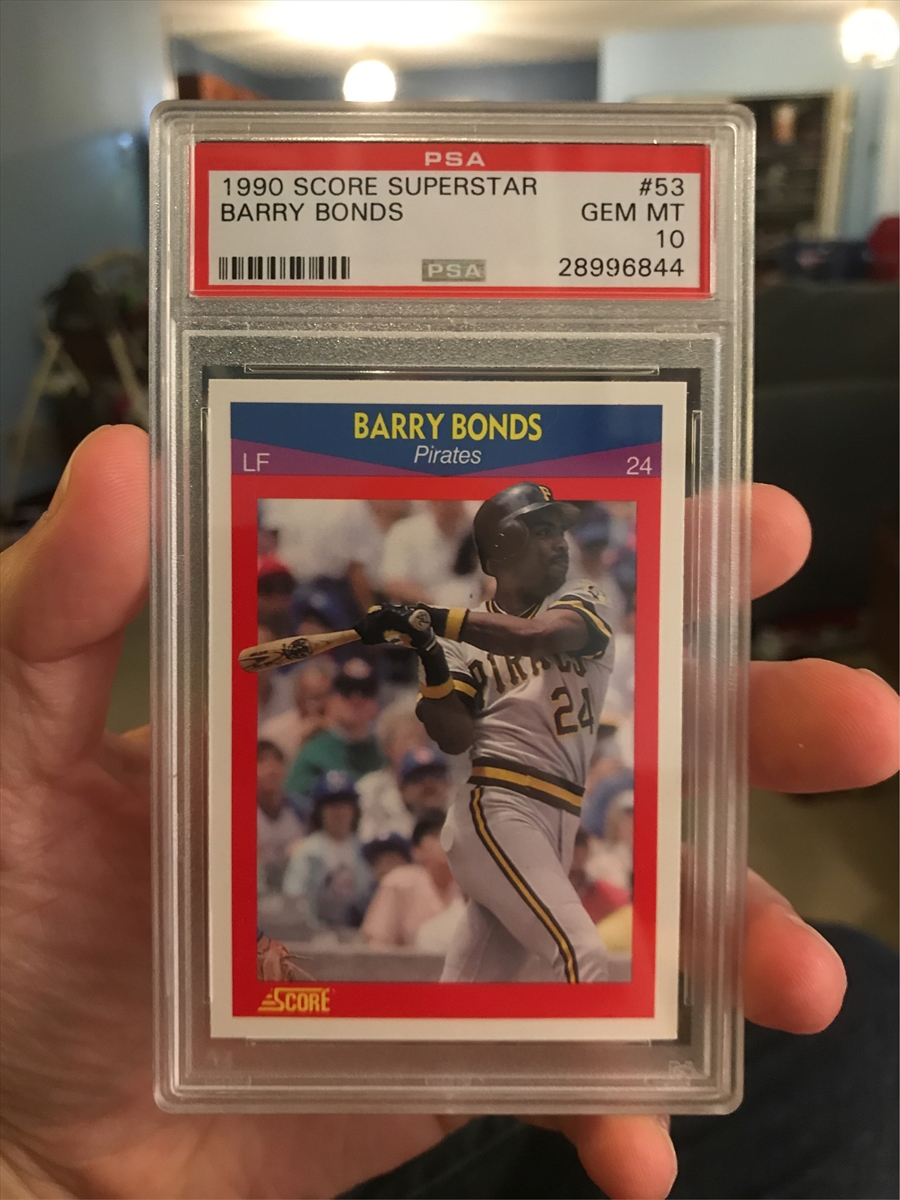 PSA
1990 SCORE SUPERSTAR #53
BARRY BONDS GEM MT
10
PSA 28996844
BARRY BONDS
Pirates
LF 24
P
PIRATES
24
SCORE